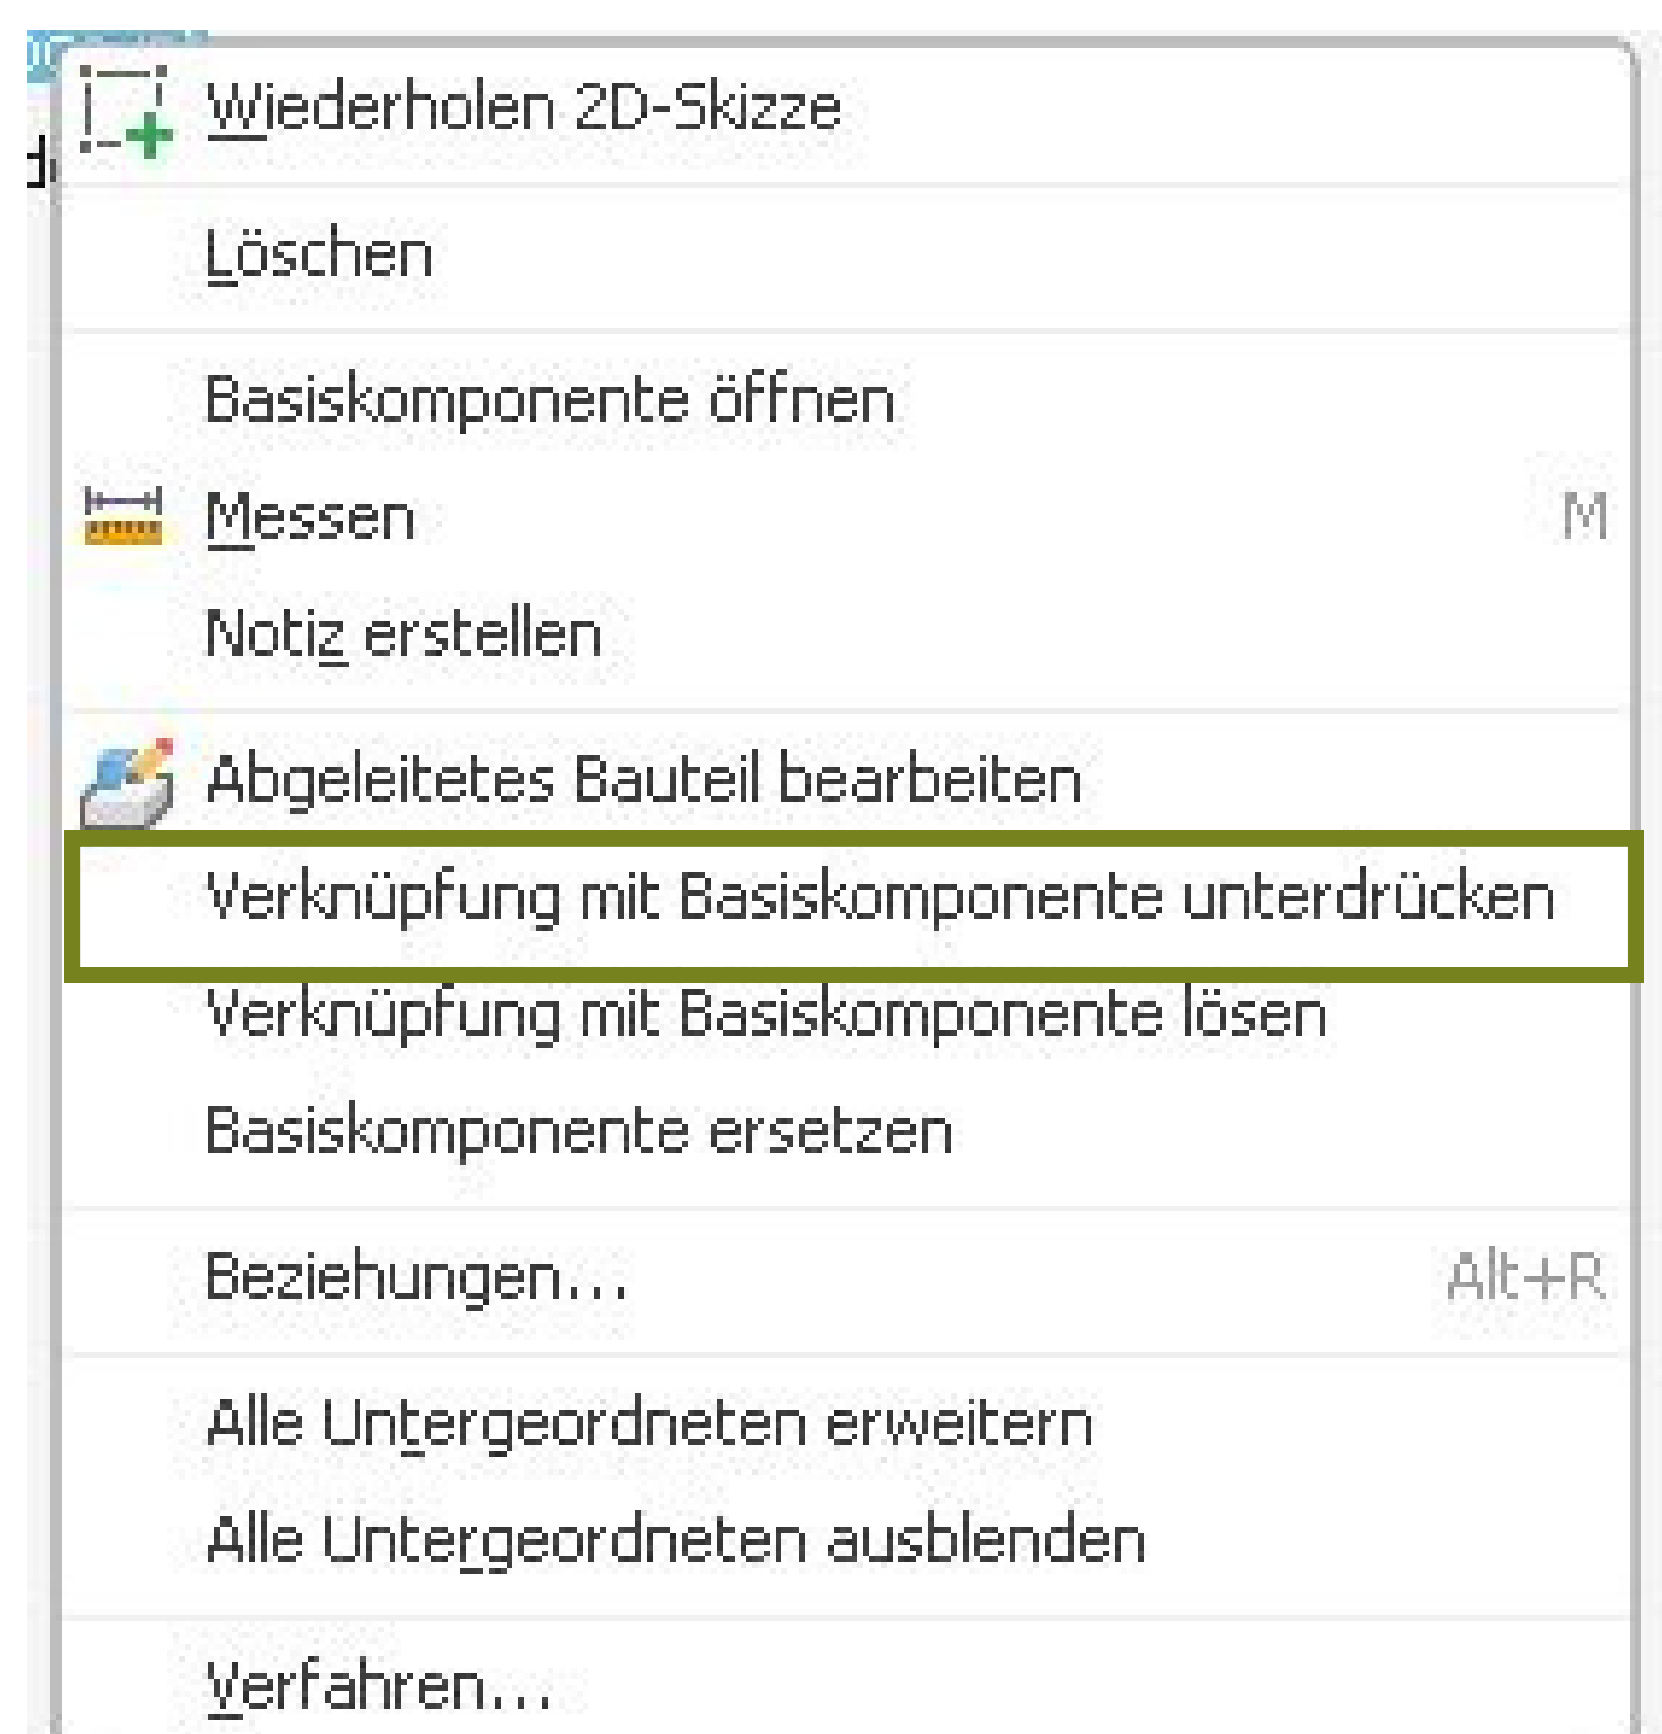 Wiederholen 2D-Skizze
Löschen
Basiskomponente öffnen
Messen M
Notiz erstellen
Abgeleitetes Bauteil bearbeiten
Verknüpfung mit Basiskomponente unterdrücken
Verknüpfung mit Basiskomponente lösen
Basiskomponente ersetzen
Beziehungen... Alt+R
Alle Untergeordneten erweitern
Alle Untergeordneten ausblenden
Verfahren...